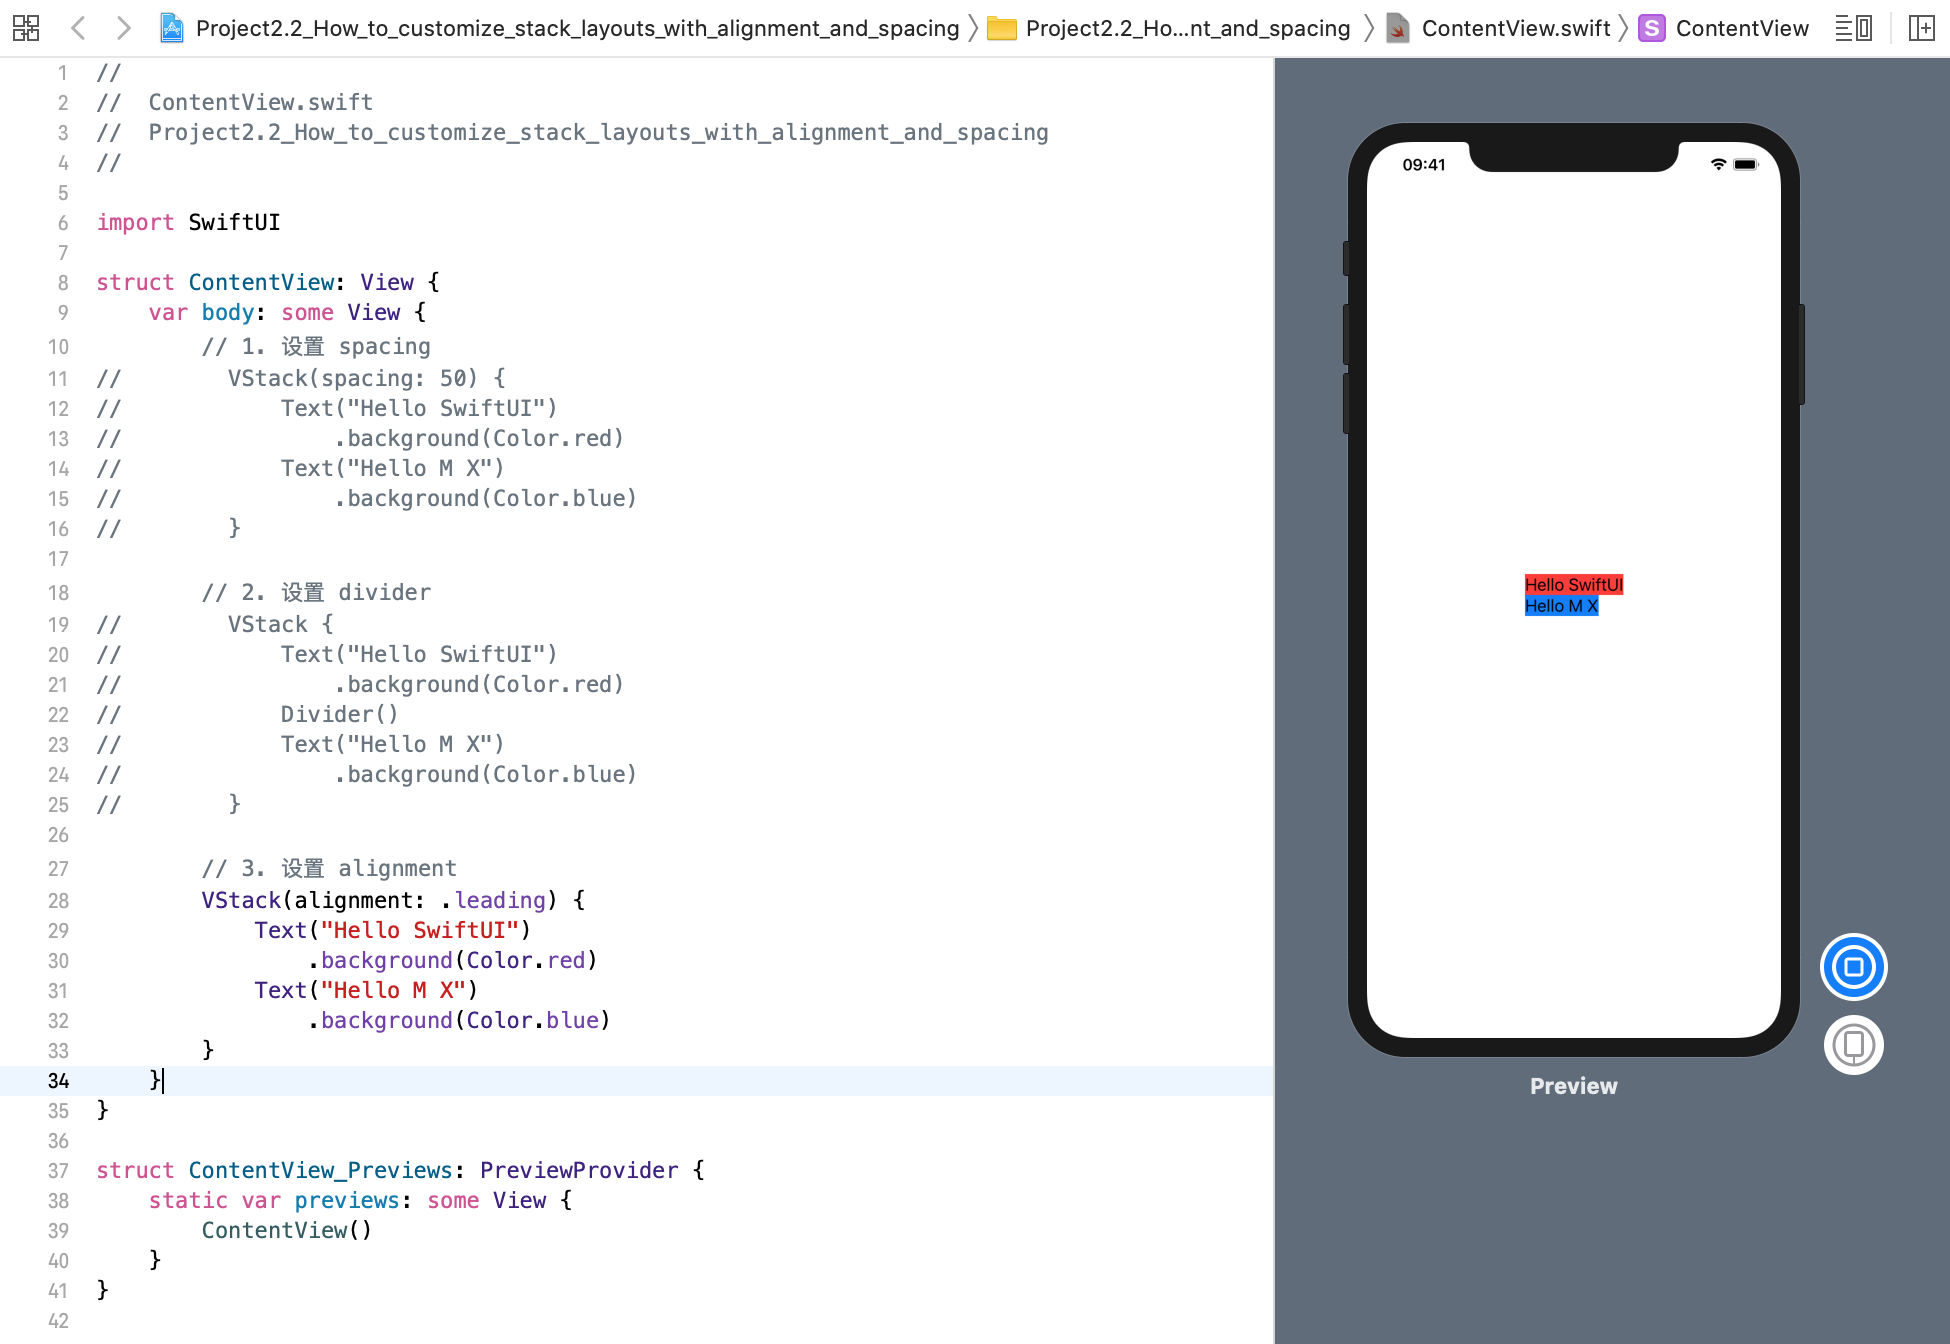 Project2.2_How_to_customize_stack_layouts_with_alignment_and_spacing 〉 Project2.2_Ho...nt_and_spacing 〉 ContentView.swift 〉 S ContentView
1 //
2 //  ContentView.swift
3 //  Project2.2_How_to_customize_stack_layouts_with_alignment_and_spacing
4 //
5
6 import SwiftUI
7
8 struct ContentView: View {
9     var body: some View {
10         // 1. 设置 spacing
11 //        VStack(spacing: 50) {
12 //            Text("Hello SwiftUI")
13 //                .background(Color.red)
14 //            Text("Hello M X")
15 //                .background(Color.blue)
16 //        }
17
18         // 2. 设置 divider
19 //        VStack {
20 //            Text("Hello SwiftUI")
21 //                .background(Color.red)
22 //            Divider()
23 //            Text("Hello M X")
24 //                .background(Color.blue)
25 //        }
26
27         // 3. 设置 alignment
28         VStack(alignment: .leading) {
29             Text("Hello SwiftUI")
30                 .background(Color.red)
31             Text("Hello M X")
32                 .background(Color.blue)
33         }
34     }
35 }
36
37 struct ContentView_Previews: PreviewProvider {
38     static var previews: some View {
39         ContentView()
40     }
41 }
42
09:41
Hello SwiftUI
Hello M X
Preview